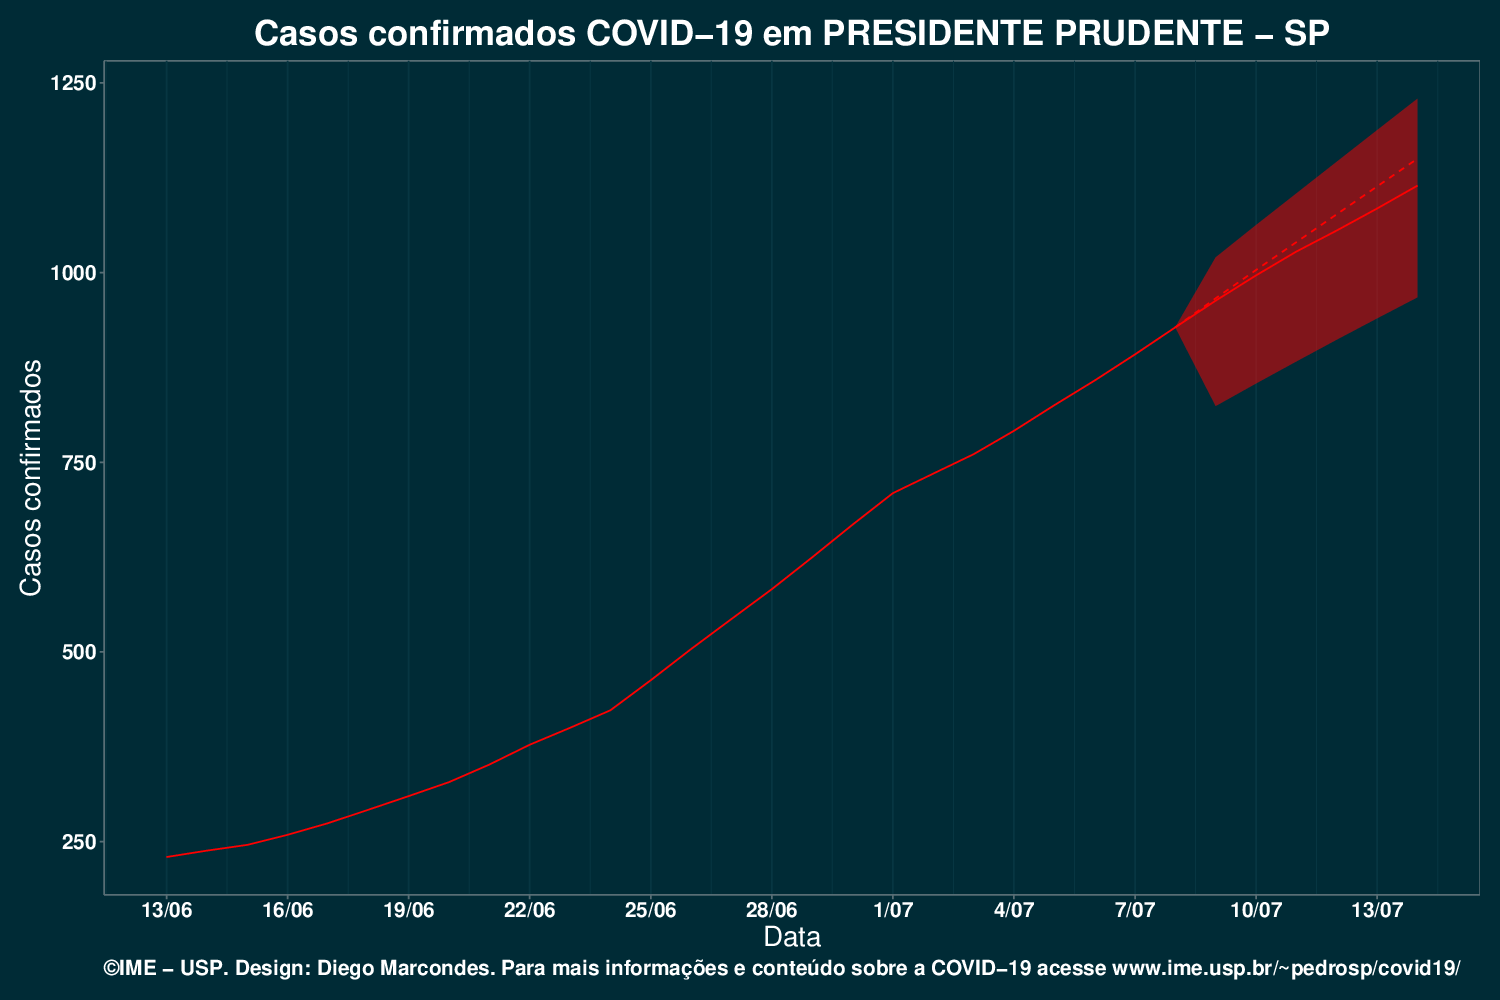 Casos confirmados COVID−19 em PRESIDENTE PRUDENTE − SP
Casos confirmados
1250
1000
750
500
250
13/06 16/06 19/06 22/06 25/06 28/06 1/07 4/07 7/07 10/07 13/07
Data
©IME − USP. Design: Diego Marcondes. Para mais informações e conteúdo sobre a COVID−19 acesse www.ime.usp.br/~pedrosp/covid19/